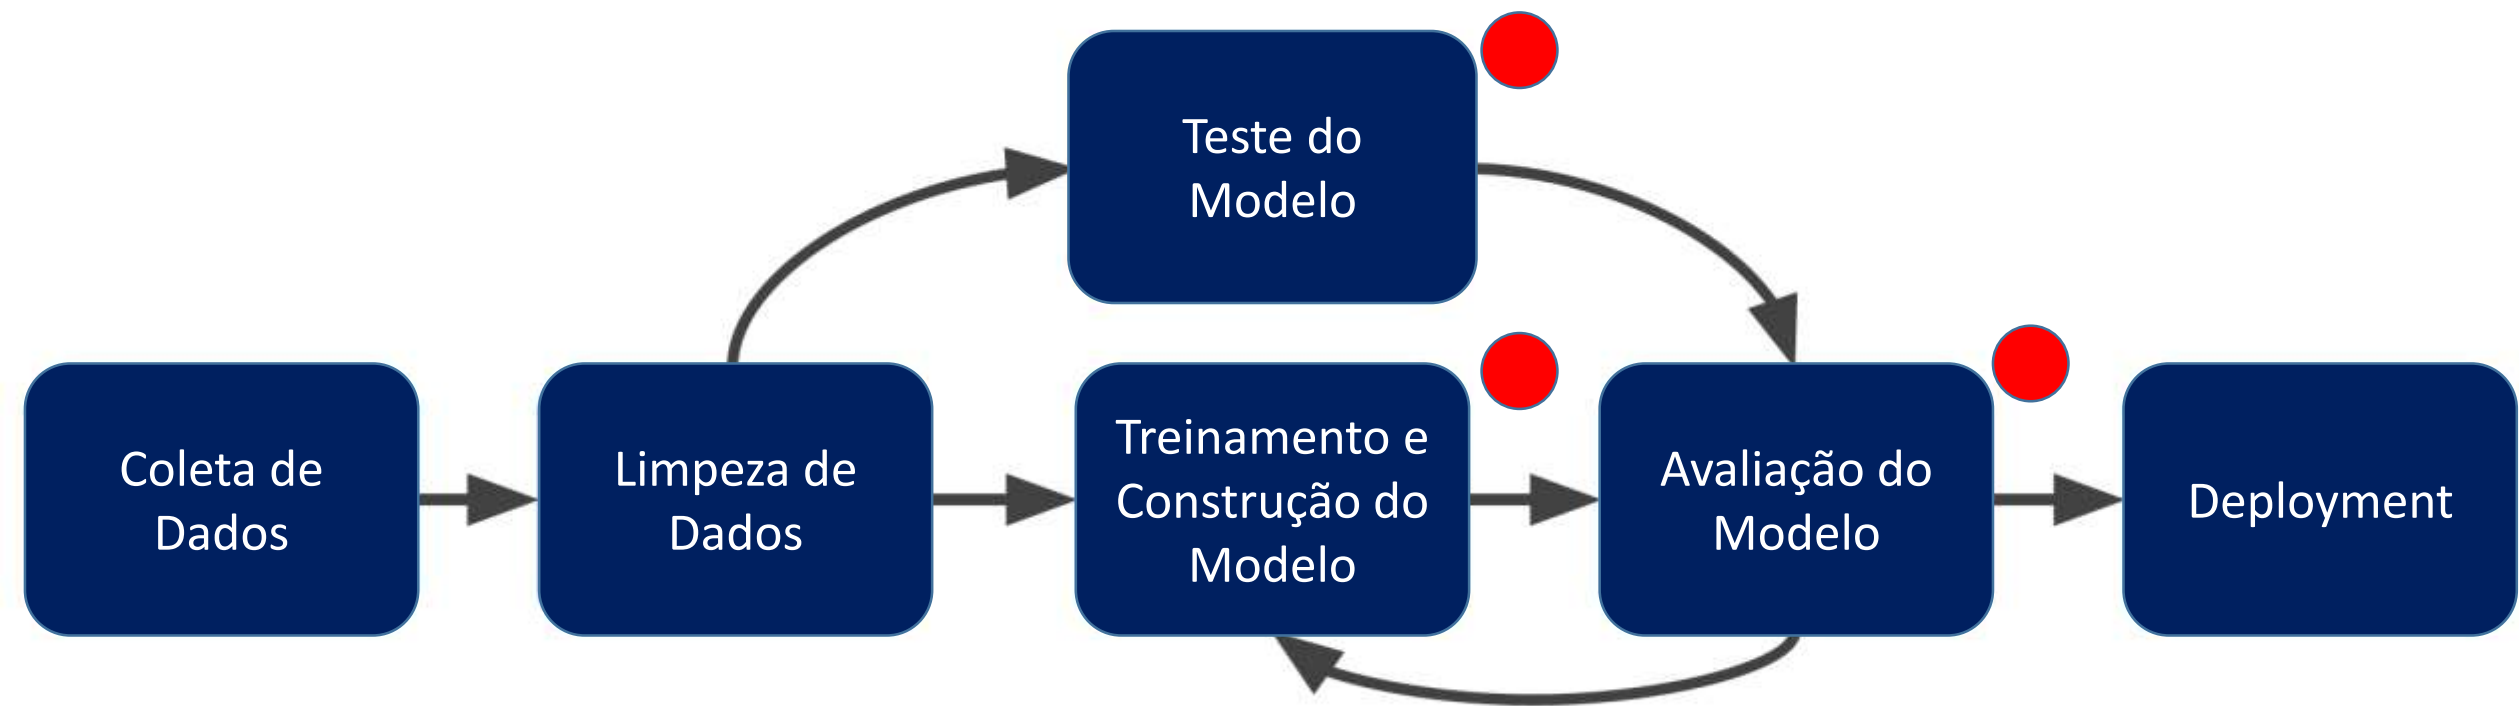 Teste do
Modelo
Coleta de
Dados
Limpeza de
Dados
Treinamento e
Construção do
Modelo
Avaliação do
Modelo
Deployment